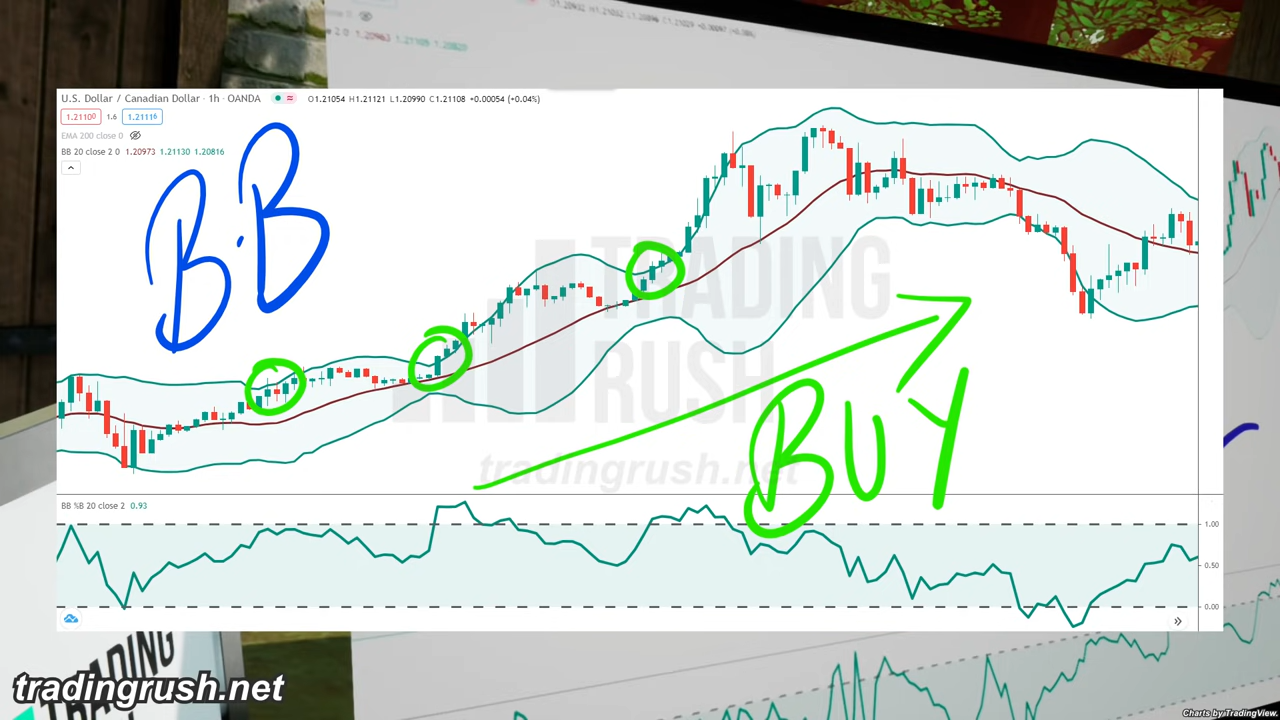 U.S. Dollar / Canadian Dollar · 1h · OANDA O1.21054 H1.21121 L1.20990 C1.21108 +0.00054 (+0.04%)
1.21100 1.6 1.21116
EMA 200 close 0
BB 20 close 2 0 1.20973 1.21130 1.20816
B.B
TRADING
RUSH
tradingrush.net
BUY
BB %B 20 close 2 0.93
1.00
0.50
0.00
TRADING
tradingrush.net
Charts by TradingView.